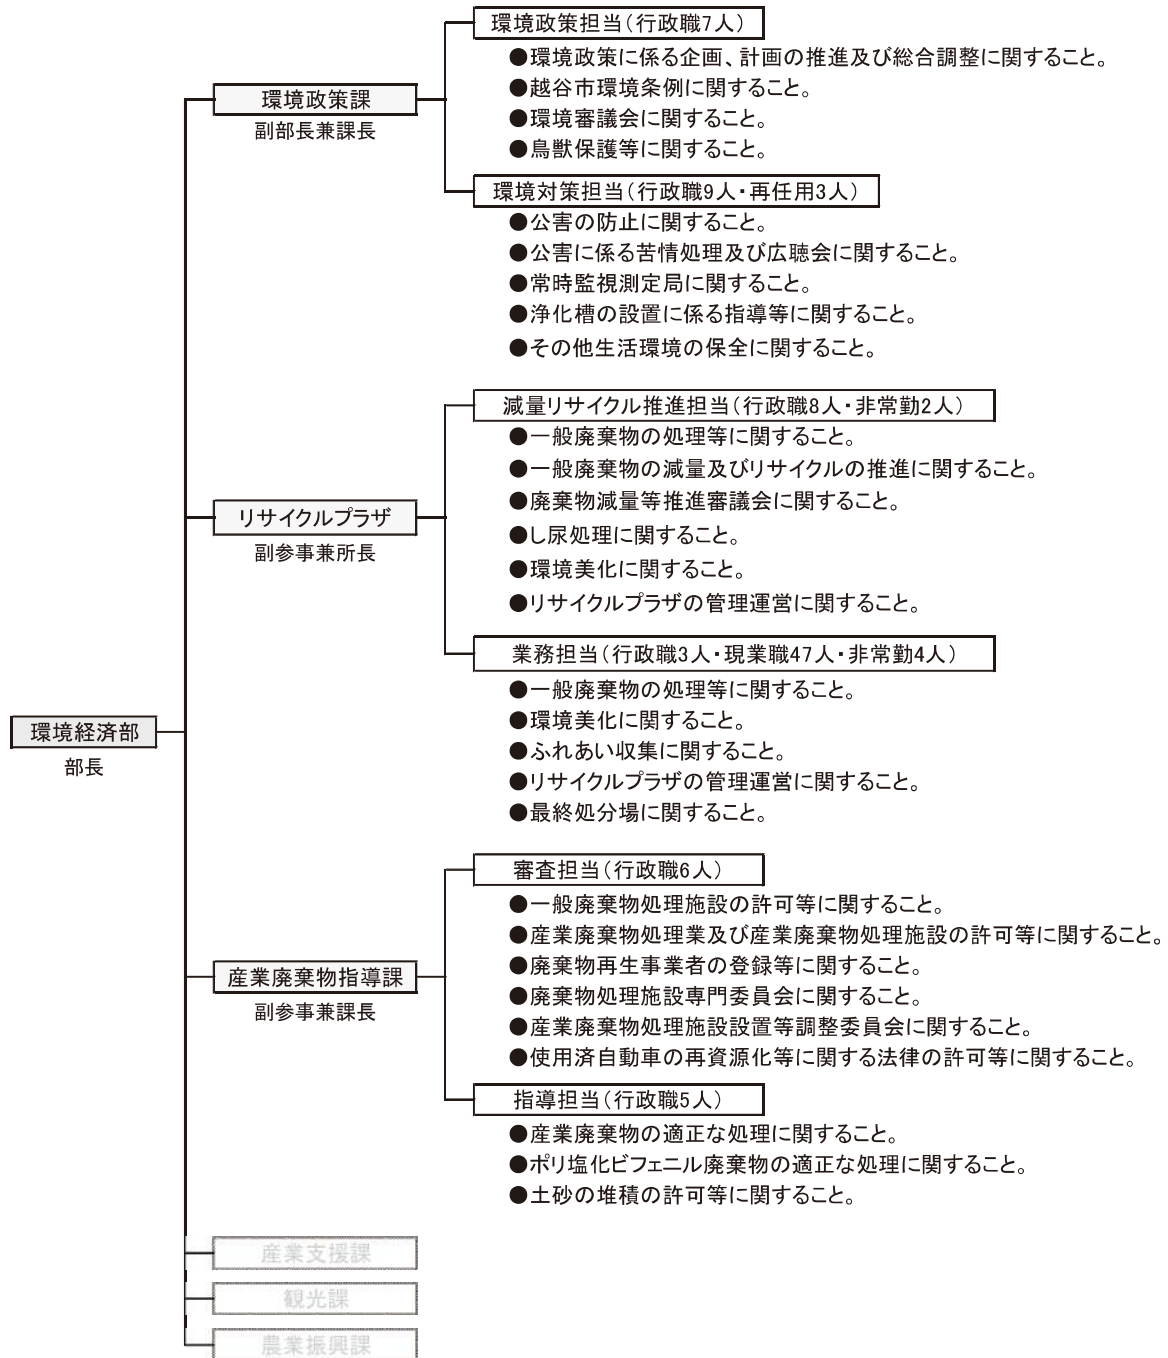 環境政策担当(行政職7人)
●環境政策に係る企画、計画の推進及び総合調整に関すること。
●越谷市環境条例に関すること。
●環境審議会に関すること。
●鳥獣保護等に関すること。
環境政策課
副部長兼課長
環境対策担当(行政職9人・再任用3人)
●公害の防止に関すること。
●公害に係る苦情処理及び広聴会に関すること。
●常時監視測定局に関すること。
●浄化槽の設置に係る指導等に関すること。
●その他生活環境の保全に関すること。
減量リサイクル推進担当(行政職8人・非常勤2人)
●一般廃棄物の処理等に関すること。
●一般廃棄物の減量及びリサイクルの推進に関すること。
●廃棄物減量等推進審議会に関すること。
●し尿処理に関すること。
●環境美化に関すること。
●リサイクルプラザの管理運営に関すること。
リサイクルプラザ
副参事兼所長
業務担当(行政職3人・現業職47人・非常勤4人)
●一般廃棄物の処理等に関すること。
●環境美化に関すること。
●ふれあい収集に関すること。
●リサイクルプラザの管理運営に関すること。
●最終処分場に関すること。
環境経済部
部長
審査担当(行政職6人)
●一般廃棄物処理施設の許可等に関すること。
●産業廃棄物処理業及び産業廃棄物処理施設の許可等に関すること。
●廃棄物再生事業者の登録等に関すること。
●廃棄物処理施設専門委員会に関すること。
●産業廃棄物処理施設設置等調整委員会に関すること。
●使用済自動車の再資源化等に関する法律の許可等に関すること。
産業廃棄物指導課
副参事兼課長
指導担当(行政職5人)
●産業廃棄物の適正な処理に関すること。
●ポリ塩化ビフェニル廃棄物の適正な処理に関すること。
●土砂の堆積の許可等に関すること。
産業支援課
観光課
農業振興課